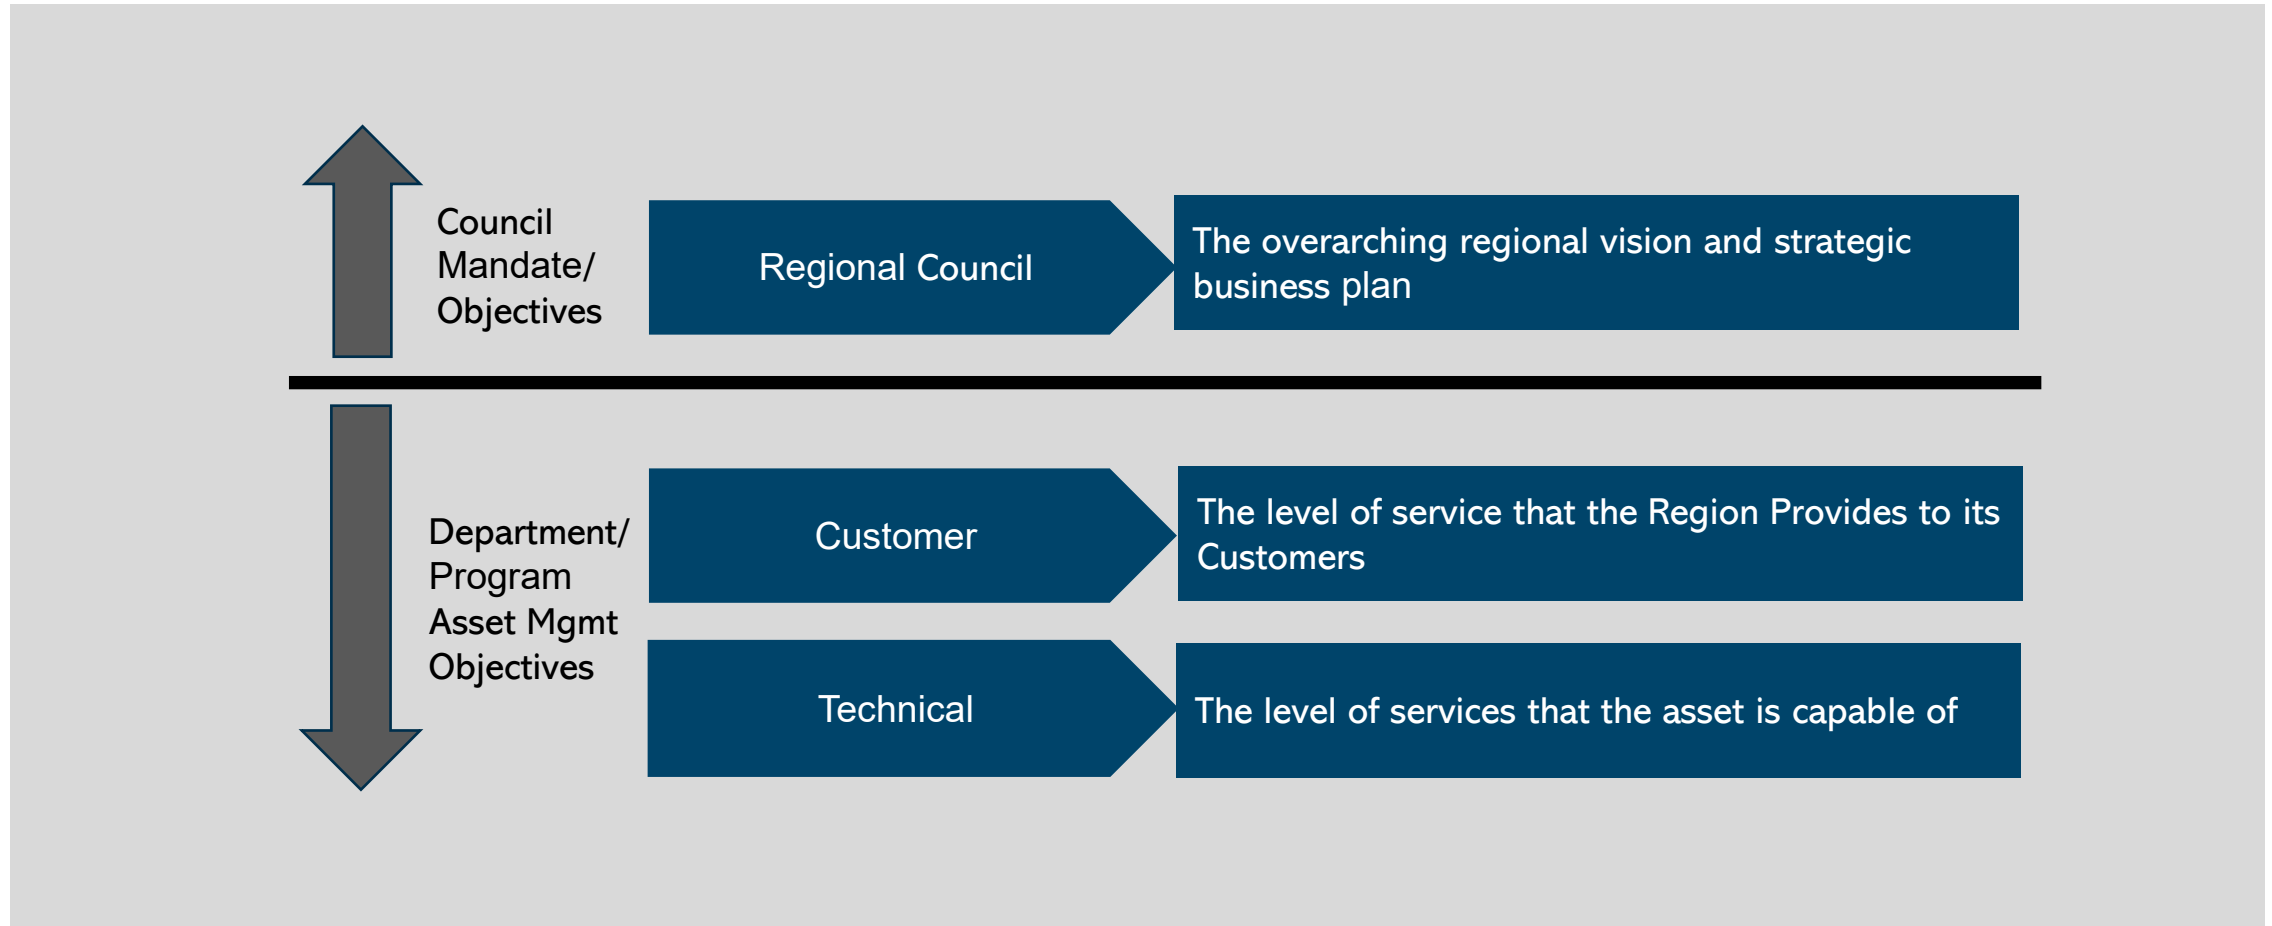 Council
Mandate/
Objectives
Regional Council
The overarching regional vision and strategic
business plan
Department/
Program
Asset Mgmt
Objectives
Customer
The level of service that the Region Provides to its
Customers
Technical
The level of services that the asset is capable of